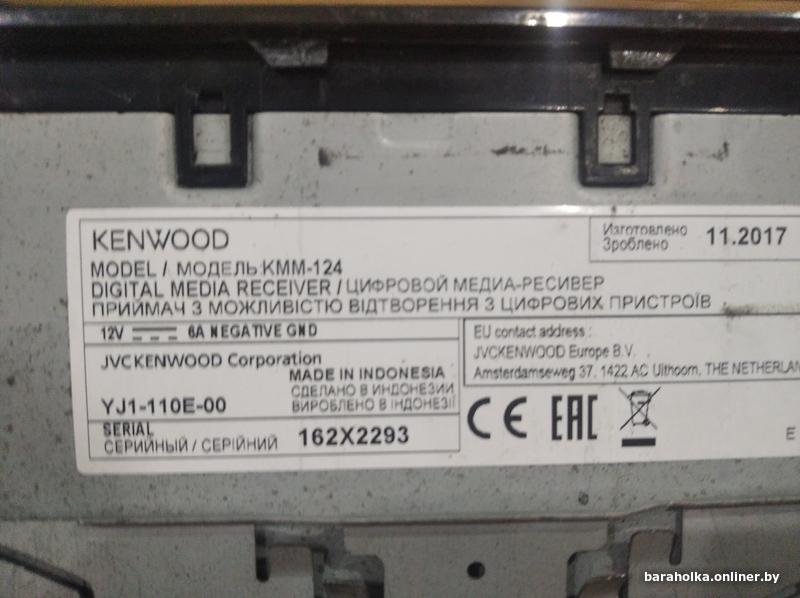 KENWOOD
Изготовлено
Зроблено
11.2017
MODEL / МОДЕЛЬ:KMM-124
DIGITAL MEDIA RECEIVER / ЦИФРОВОЙ МЕДИА-РЕСИВЕР
ПРИЙМАЧ З МОЖЛИВІСТЮ ВІДТВОРЕННЯ З ЦИФРОВИХ ПРИСТРОЇВ
12V 6A NEGATIVE GND
JVCKENWOOD Corporation
MADE IN INDONESIA
СДЕЛАНО В ИНДОНЕЗИИ
ВИРОБЛЕНО В ІНДОНЕЗІЇ
YJ1-110E-00
SERIAL
СЕРИЙНЫЙ / СЕРІЙНИЙ
162X2293
EU contact address :
JVCKENWOOD Europe B.V.
Amsterdamseweg 37, 1422 AC Uithoorn, THE NETHERLAN
CE EAC
E
baraholka.onliner.by